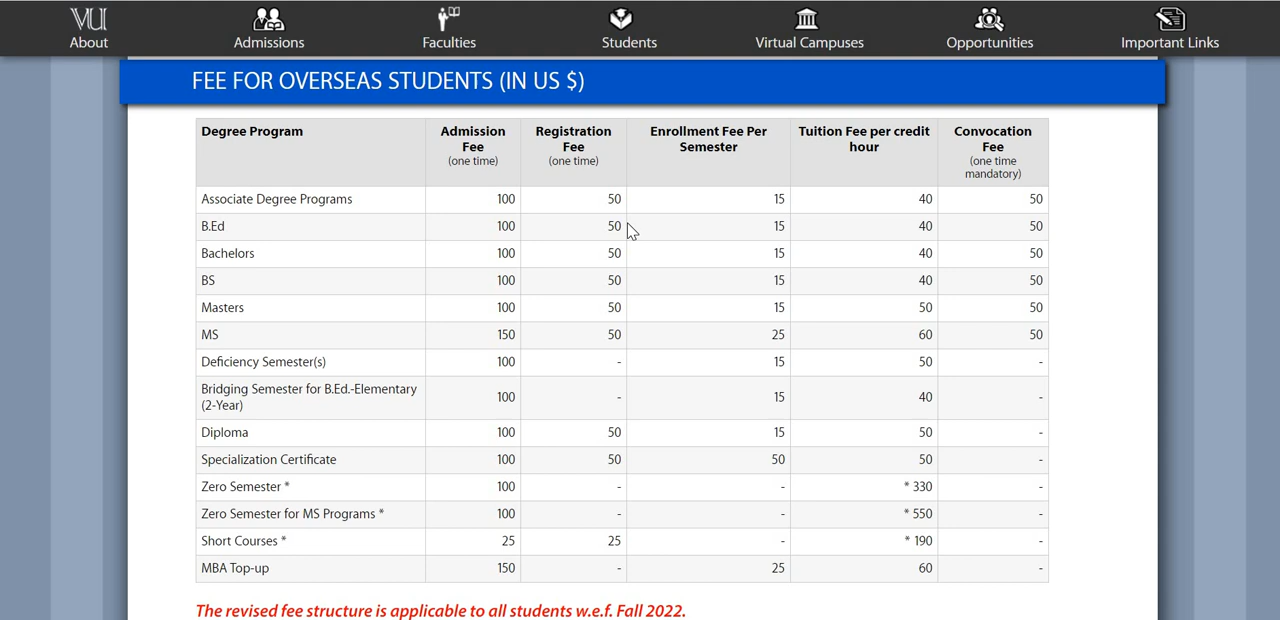 VU
About Admissions Faculties Students Virtual Campuses Opportunities Important Links
FEE FOR OVERSEAS STUDENTS (IN US $)
Degree Program Admission Fee (one time) Registration Fee (one time) Enrollment Fee Per Semester Tuition Fee per credit hour Convocation Fee (one time mandatory)
Associate Degree Programs 100 50 15 40 50
B.Ed 100 50 15 40 50
Bachelors 100 50 15 40 50
BS 100 50 15 40 50
Masters 100 50 15 50 50
MS 150 50 25 60 50
Deficiency Semester(s) 100 - 15 50 -
Bridging Semester for B.Ed.-Elementary (2-Year) 100 - 15 40 -
Diploma 100 50 15 50 -
Specialization Certificate 100 50 50 50 -
Zero Semester * 100 - - * 330 -
Zero Semester for MS Programs * 100 - - * 550 -
Short Courses * 25 25 - * 190 -
MBA Top-up 150 - 25 60 -
The revised fee structure is applicable to all students w.e.f. Fall 2022.